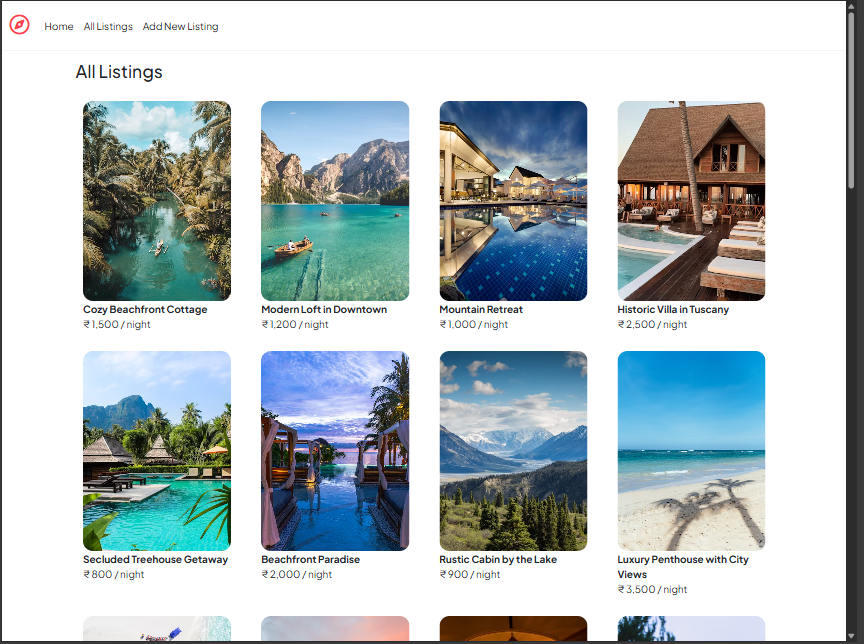 Home All Listings Add New Listing
All Listings
Cozy Beachfront Cottage
₹ 1,500 / night
Modern Loft in Downtown
₹ 1,200 / night
Mountain Retreat
₹ 1,000 / night
Historic Villa in Tuscany
₹ 2,500 / night
Secluded Treehouse Getaway
₹ 800 / night
Beachfront Paradise
₹ 2,000 / night
Rustic Cabin by the Lake
₹ 900 / night
Luxury Penthouse with City
Views
₹ 3,500 / night